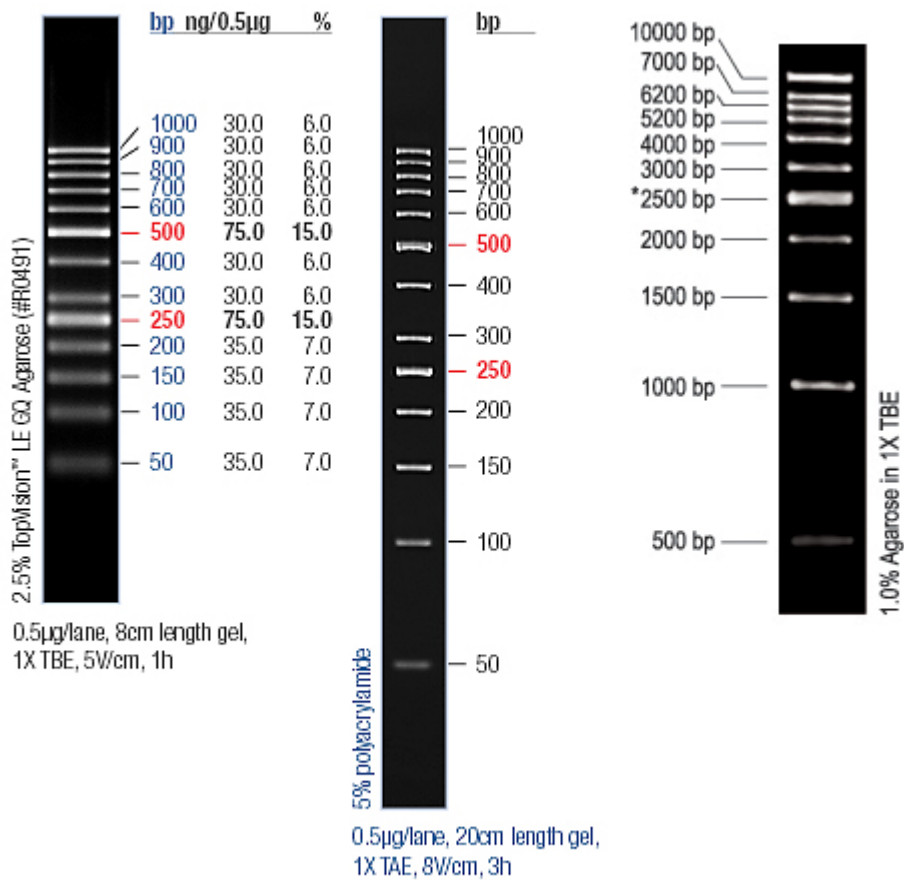 bp ng/0.5µg %
1000 30.0 6.0
900 30.0 6.0
800 30.0 6.0
700 30.0 6.0
600 30.0 6.0
500 75.0 15.0
400 30.0 6.0
300 30.0 6.0
250 75.0 15.0
200 35.0 7.0
150 35.0 7.0
100 35.0 7.0
50 35.0 7.0
2.5% TopVision™ LE GQ Agarose (#R0491)
0.5µg/lane, 8cm length gel,
1X TBE, 5V/cm, 1h
bp
1000
900
800
700
600
500
400
300
250
200
150
100
50
5% polyacrylamide
0.5µg/lane, 20cm length gel,
1X TAE, 8V/cm, 3h
10000 bp
7000 bp
6200 bp
5200 bp
4000 bp
3000 bp
*2500 bp
2000 bp
1500 bp
1000 bp
500 bp
1.0% Agarose in 1X TBE